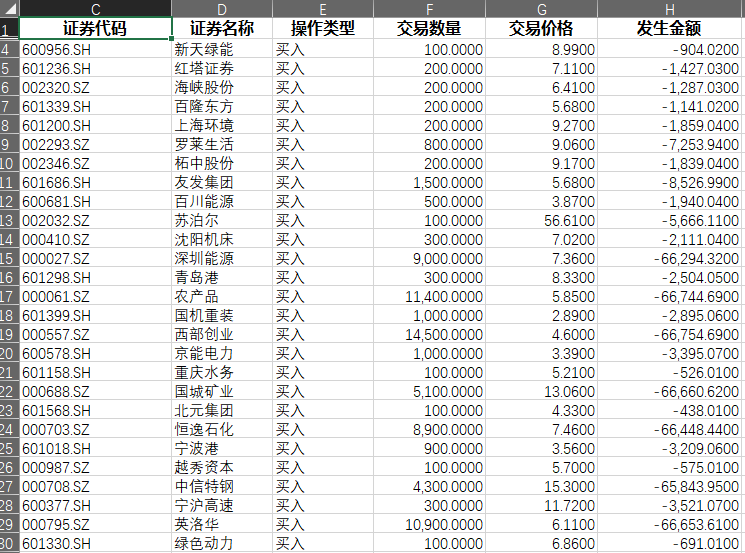 C D E F G H
1 证券代码 证券名称 操作类型 交易数量 交易价格 发生金额
4 600956.SH 新天绿能 买入 100.0000 8.9900 -904.0200
5 601236.SH 红塔证券 买入 200.0000 7.1100 -1,427.0300
6 002320.SZ 海峡股份 买入 200.0000 6.4100 -1,287.0300
7 601339.SH 百隆东方 买入 200.0000 5.6800 -1,141.0200
8 601200.SH 上海环境 买入 200.0000 9.2700 -1,859.0400
9 002293.SZ 罗莱生活 买入 800.0000 9.0600 -7,253.9400
10 002346.SZ 柘中股份 买入 200.0000 9.1700 -1,839.0400
11 601686.SH 友发集团 买入 1,500.0000 5.6800 -8,526.9900
12 600681.SH 百川能源 买入 500.0000 3.8700 -1,940.0400
13 002032.SZ 苏泊尔 买入 100.0000 56.6100 -5,666.1100
14 000410.SZ 沈阳机床 买入 300.0000 7.0200 -2,111.0400
15 000027.SZ 深圳能源 买入 9,000.0000 7.3600 -66,294.3200
16 601298.SH 青岛港 买入 300.0000 8.3300 -2,504.0500
17 000061.SZ 农产品 买入 11,400.0000 5.8500 -66,744.6900
18 601399.SH 国机重装 买入 1,000.0000 2.8900 -2,895.0600
19 000557.SZ 西部创业 买入 14,500.0000 4.6000 -66,754.6900
20 600578.SH 京能电力 买入 1,000.0000 3.3900 -3,395.0700
21 601158.SH 重庆水务 买入 100.0000 5.2100 -526.0100
22 000688.SZ 国城矿业 买入 5,100.0000 13.0600 -66,660.6200
23 601568.SH 北元集团 买入 100.0000 4.3300 -438.0100
24 000703.SZ 恒逸石化 买入 8,900.0000 7.4600 -66,448.4400
25 601018.SH 宁波港 买入 900.0000 3.5600 -3,209.0600
26 000987.SZ 越秀资本 买入 100.0000 5.7000 -575.0100
27 000708.SZ 中信特钢 买入 4,300.0000 15.3000 -65,843.9500
28 600377.SH 宁沪高速 买入 300.0000 11.7200 -3,521.0700
29 000795.SZ 英洛华 买入 10,900.0000 6.1100 -66,653.6100
30 601330.SH 绿色动力 买入 100.0000 6.8600 -691.0100